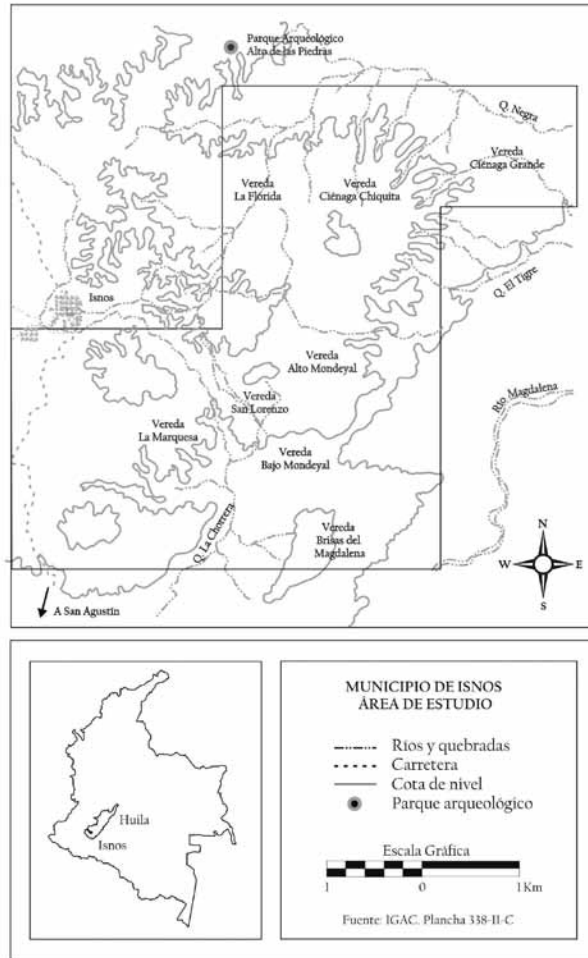 Parque Arqueológico
Alto de las Piedras
Q. Negra
Vereda
Ciénaga Grande
Vereda
La Flórida
Vereda
Ciénaga Chiquita
Q. El Tigre
Isnos
Vereda
Alto Mondeyal
Vereda
San Lorenzo
Río Magdalena
Vereda
La Marquesa
Vereda
Bajo Mondeyal
Q. La Chorrera
Vereda
Brisas del
Magdalena
N
W
E
S
A San Agustín
Huila
Isnos
MUNICIPIO DE ISNOS
ÁREA DE ESTUDIO
Ríos y quebradas
Carretera
Cota de nivel
Parque arqueológico
Escala Gráfica
1 0 1 Km
Fuente: IGAC. Plancha 338-II-C